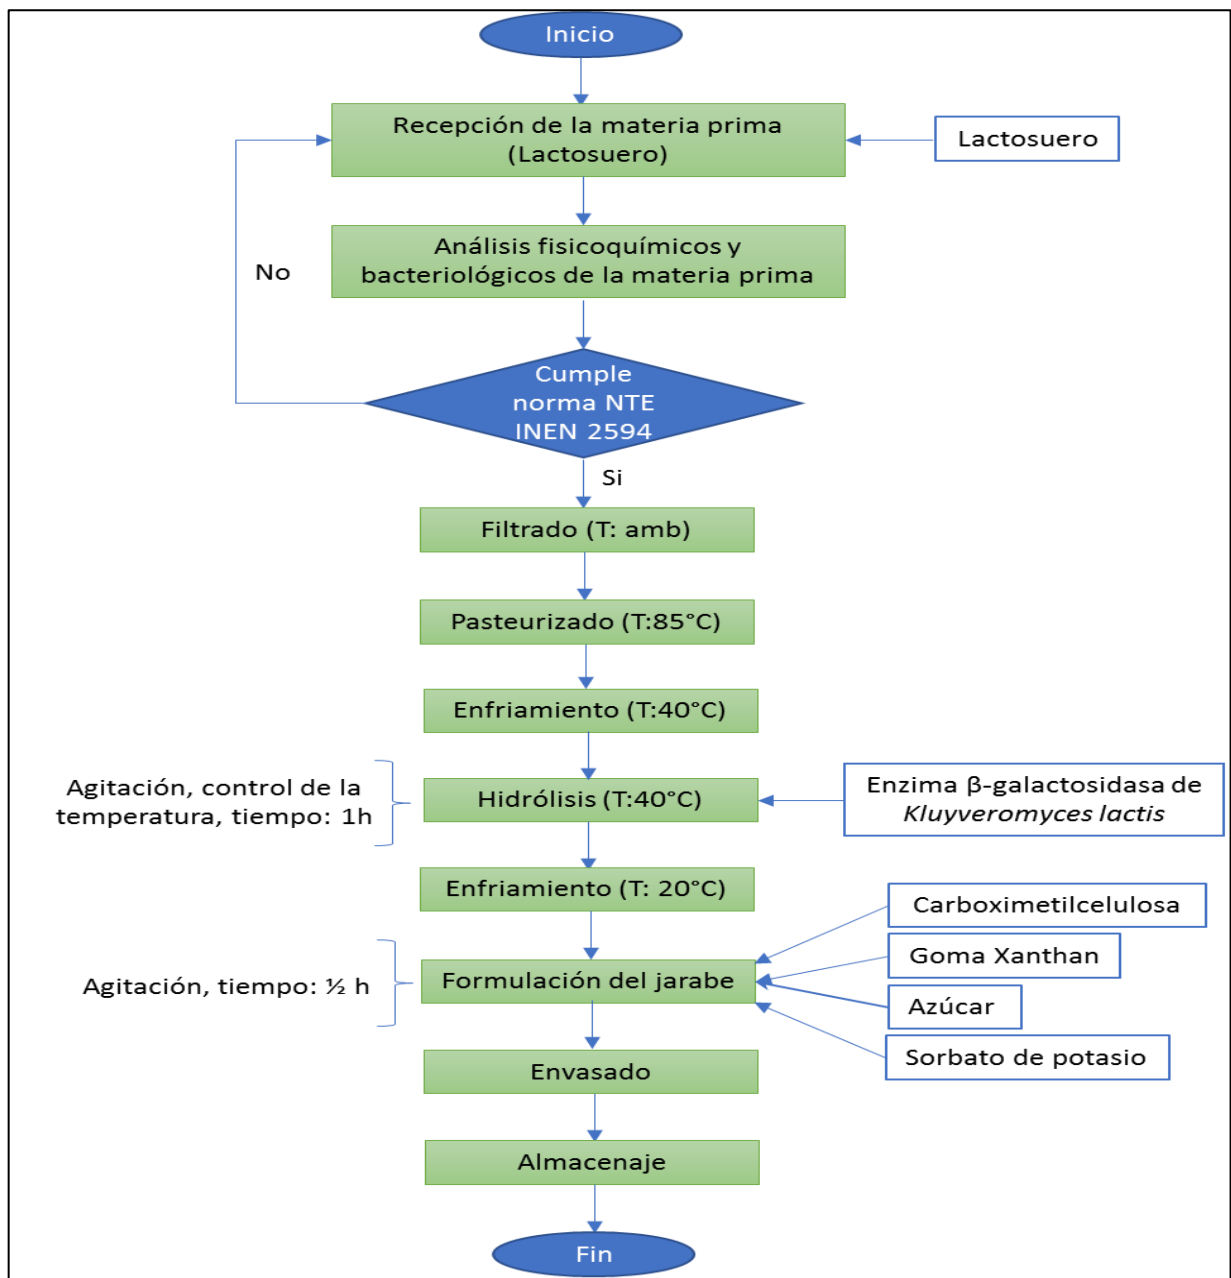 Inicio
Recepción de la materia prima
(Lactosuero)
Lactosuero
Análisis fisicoquímicos y
bacteriológicos de la materia prima
No
Cumple
norma NTE
INEN 2594
Si
Filtrado (T: amb)
Pasteurizado (T:85°C)
Enfriamiento (T:40°C)
Agitación, control de la
temperatura, tiempo: 1h
Hidrólisis (T:40°C)
Enzima β-galactosidasa de
Kluyveromyces lactis
Enfriamiento (T: 20°C)
Carboximetilcelulosa
Goma Xanthan
Agitación, tiempo: ½ h
Formulación del jarabe
Azúcar
Sorbato de potasio
Envasado
Almacenaje
Fin